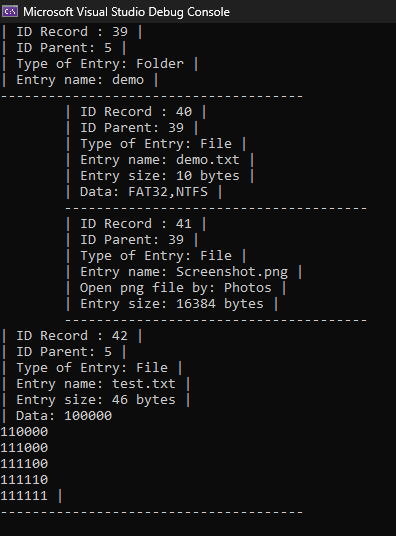 Microsoft Visual Studio Debug Console
| ID Record : 39 |
| ID Parent: 5 |
| Type of Entry: Folder |
| Entry name: demo |
--------------------------------------
| ID Record : 40 |
| ID Parent: 39 |
| Type of Entry: File |
| Entry name: demo.txt |
| Entry size: 10 bytes |
| Data: FAT32,NTFS |
--------------------------------------
| ID Record : 41 |
| ID Parent: 39 |
| Type of Entry: File |
| Entry name: Screenshot.png |
| Open png file by: Photos |
| Entry size: 16384 bytes |
--------------------------------------
| ID Record : 42 |
| ID Parent: 5 |
| Type of Entry: File |
| Entry name: test.txt |
| Entry size: 46 bytes |
| Data: 100000
110000
111000
111100
111110
111111 |
--------------------------------------